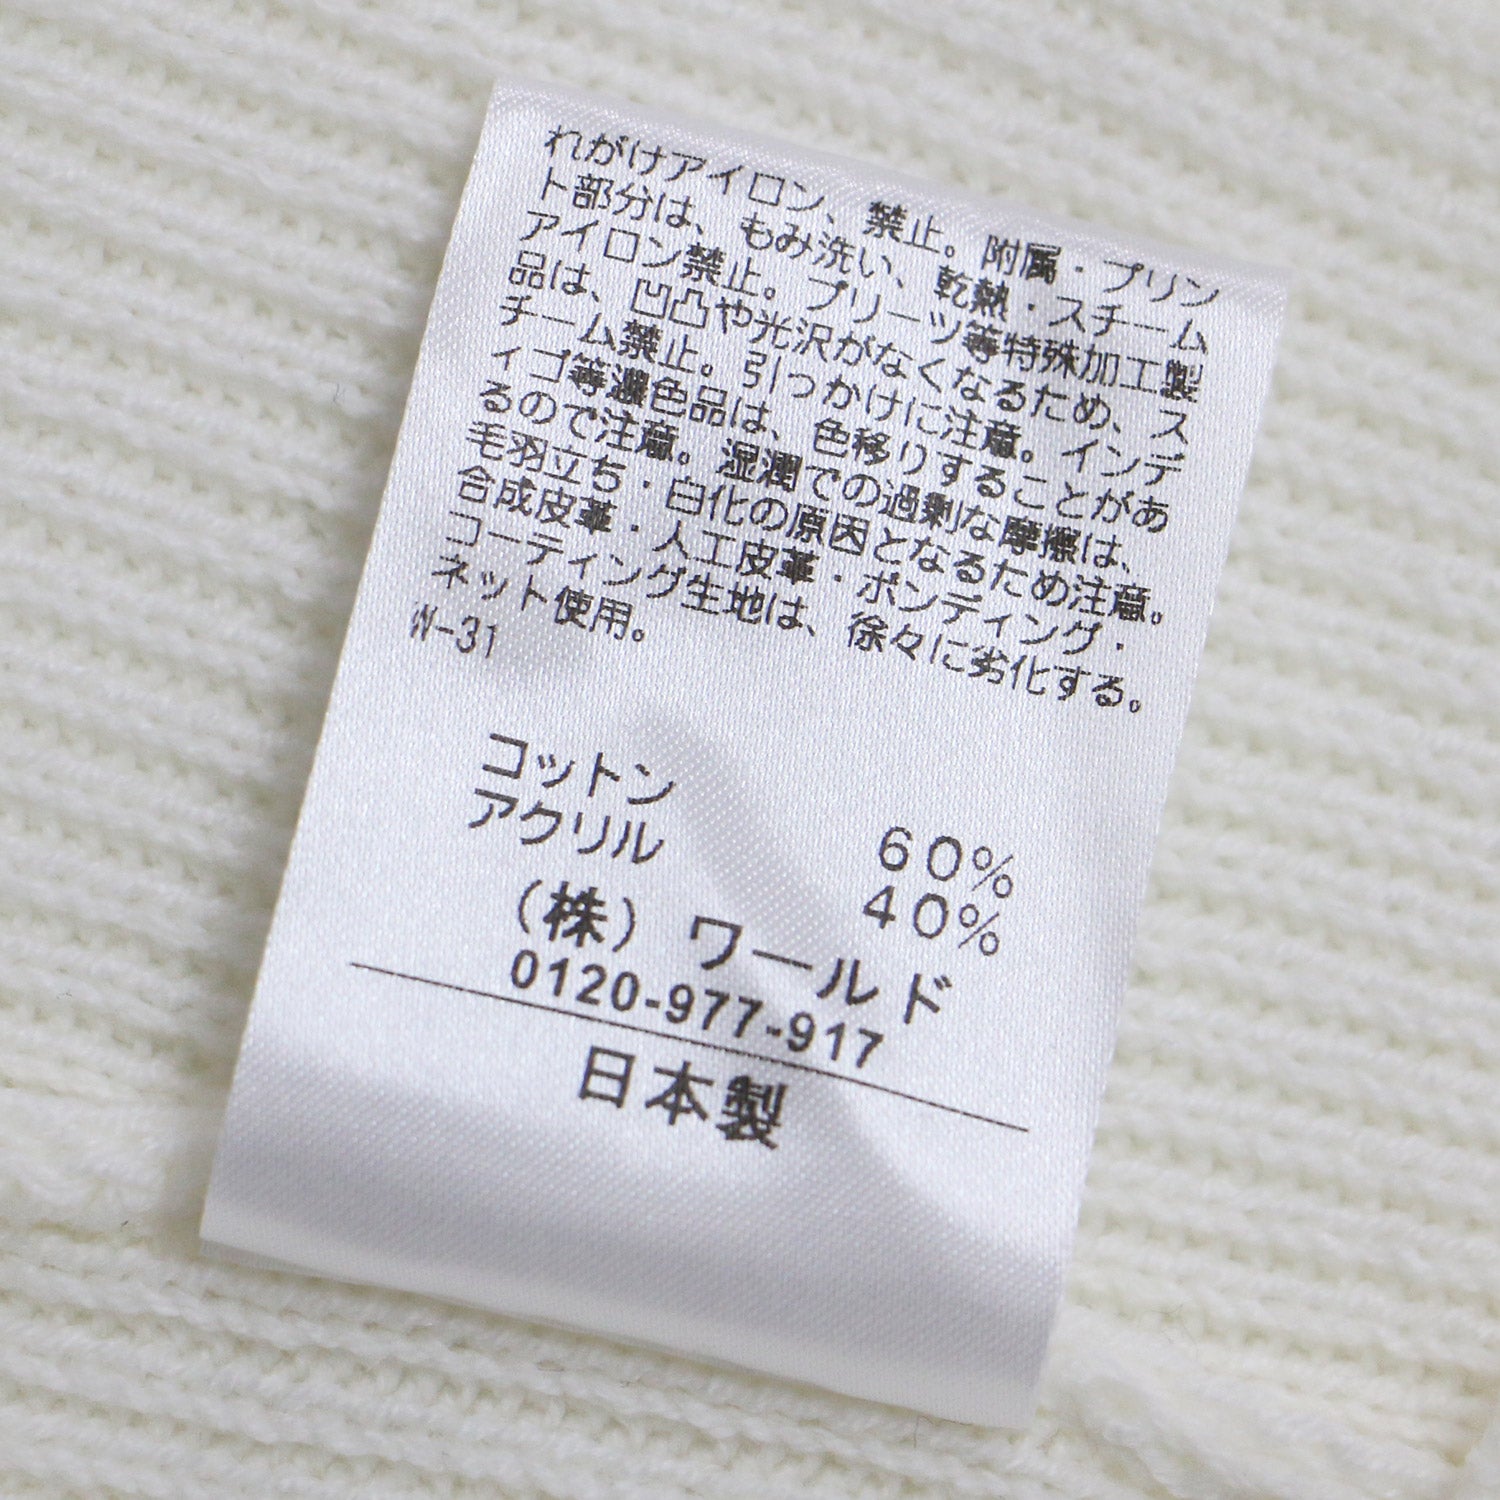 れがけアイロン、禁止。附属・プリン
ト部分は、もみ洗い、乾熱・スチーム
アイロン禁止。プリーツ等特殊加工製
品は、凹凸や光沢がなくなるため、ス
チーム禁止。引っかけに注意。インデ
ィゴ等濃色品は、色移りすることがあ
るので注意。湿潤での過剰な摩擦は、
毛羽立ち・白化の原因となるため注意。
合成皮革・人工皮革・ボンディング・
コーティング生地は、徐々に劣化する。
ネット使用。
W-31
コットン 60%
アクリル 40%
(株) ワールド
0120-977-917
日本製